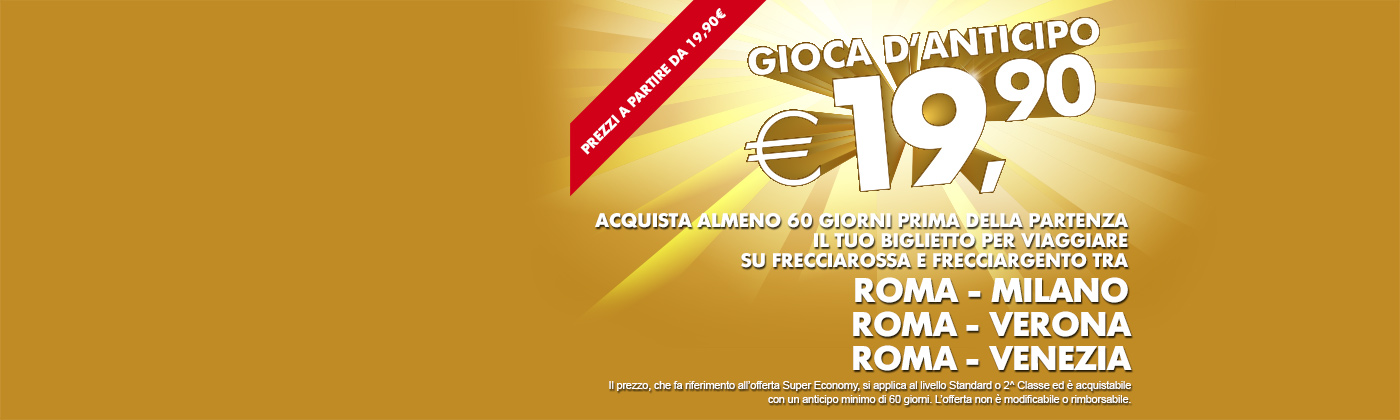 PREZZI A PARTIRE DA 19,90€
GIOCA D'ANTICIPO
€19,90
ACQUISTA ALMENO 60 GIORNI PRIMA DELLA PARTENZA
IL TUO BIGLIETTO PER VIAGGIARE
SU FRECCIAROSSA E FRECCIARGENTO TRA
ROMA - MILANO
ROMA - VERONA
ROMA - VENEZIA
Il prezzo, che fa riferimento all'offerta Super Economy, si applica al livello Standard o 2^ Classe ed è acquistabile
con un anticipo minimo di 60 giorni. L'offerta non è modificabile o rimborsabile.